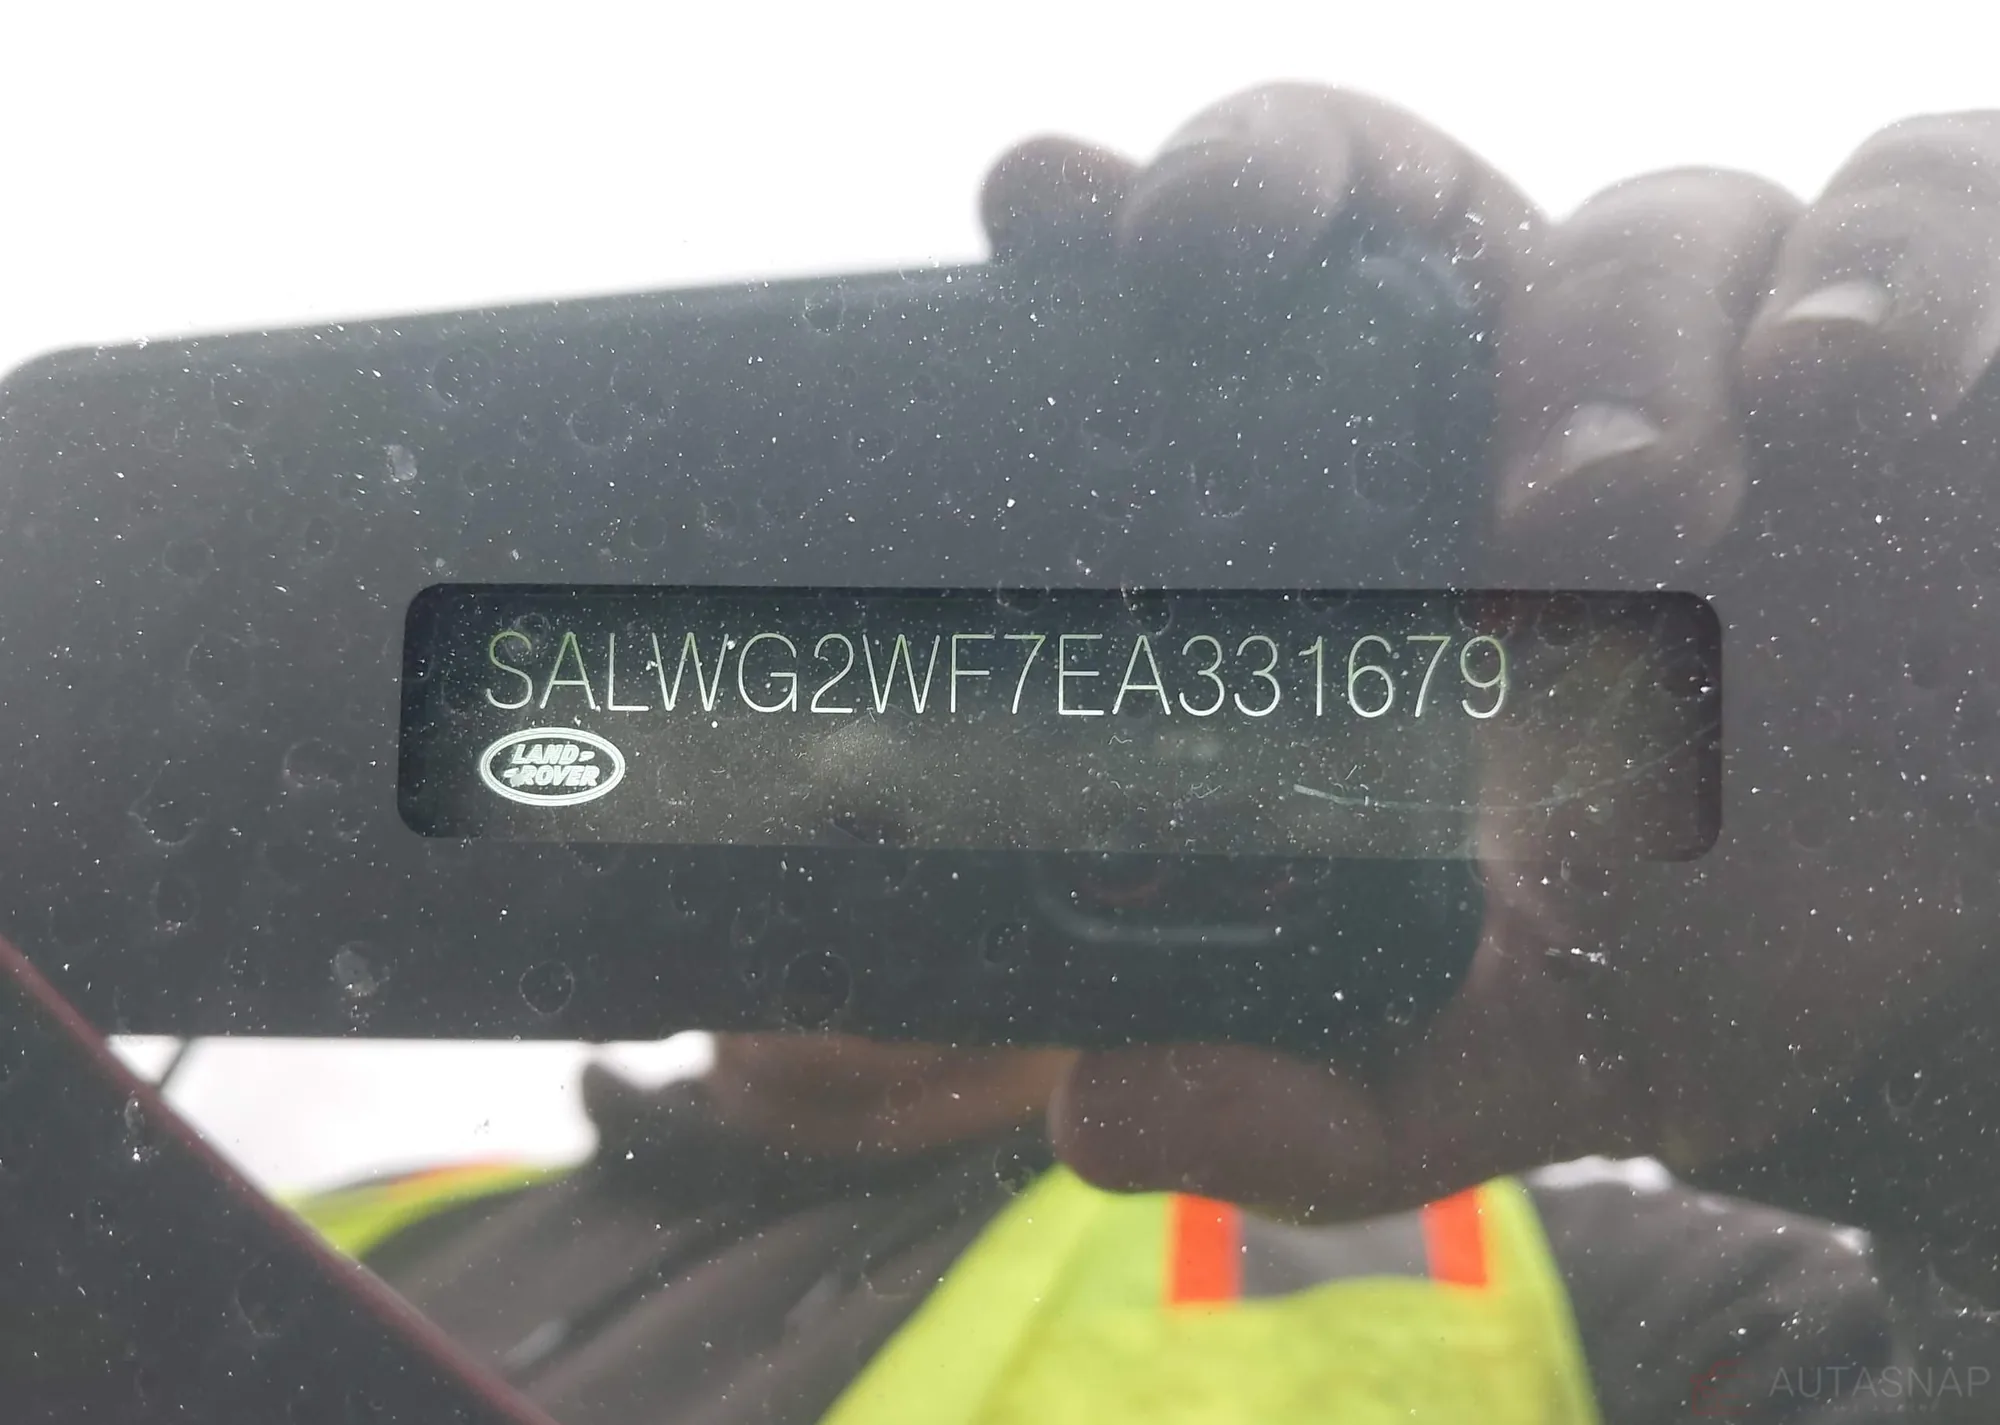 SALWG2WF7EA331679
LAND-
-ROVER
AUTASNAP